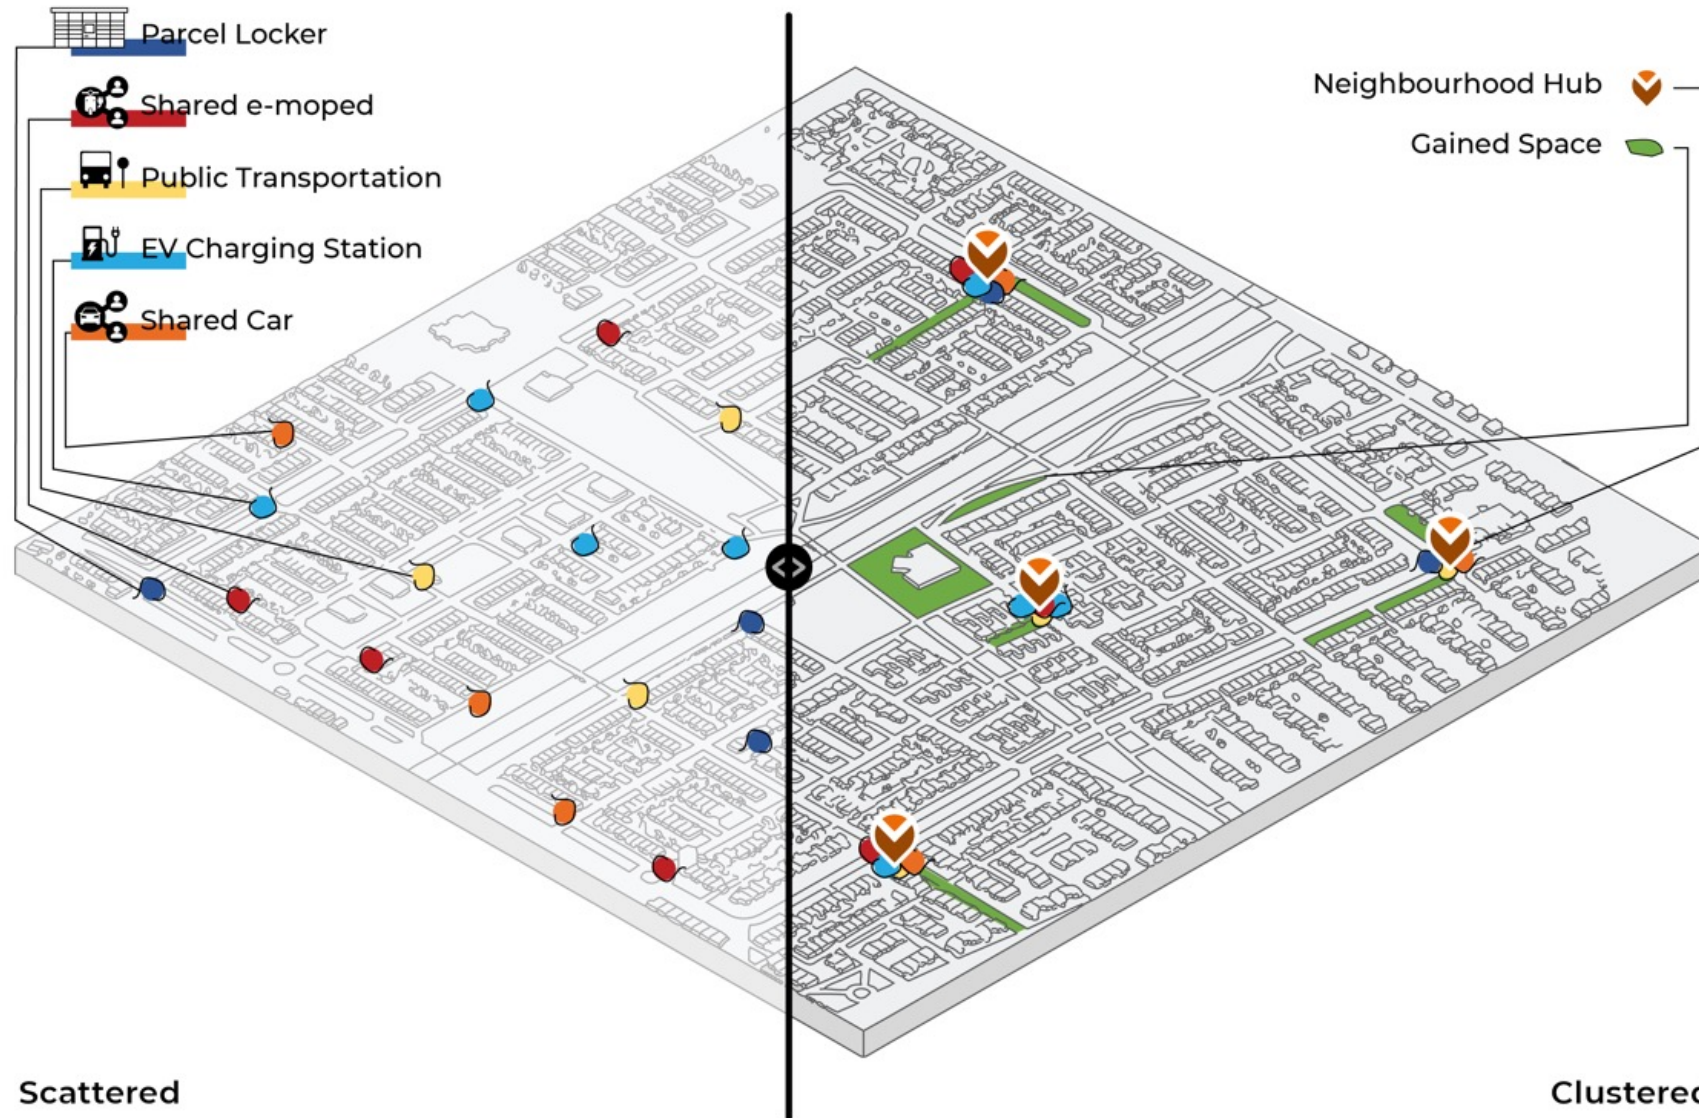 Parcel Locker
Shared e-moped
Public Transportation
EV Charging Station
Shared Car
Neighbourhood Hub
Gained Space
Scattered
Clustered